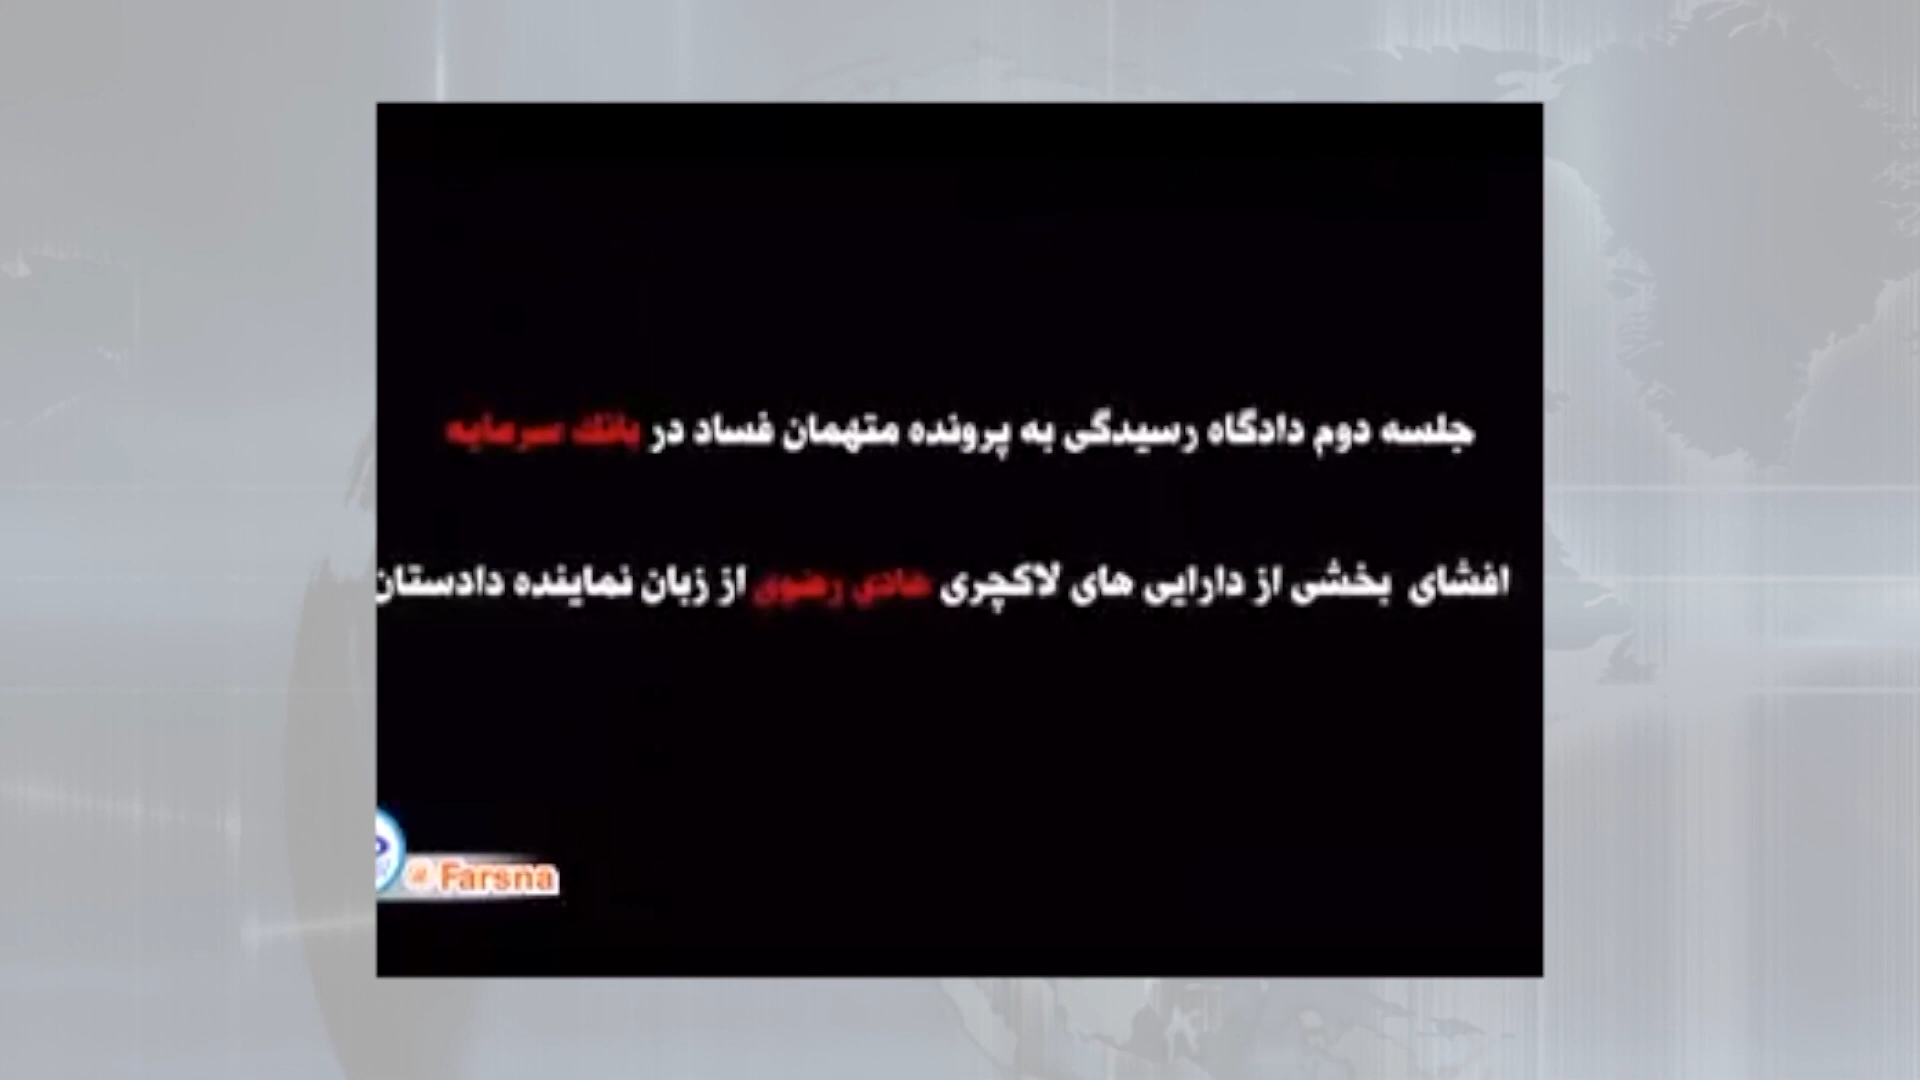 جلسه دوم دادگاه رسیدگی به پرونده متهمان فساد در بانک سرمایه
افشای بخشی از دارایی های لاکچری هادی رضوی از زبان نماینده دادستان
@Farsna